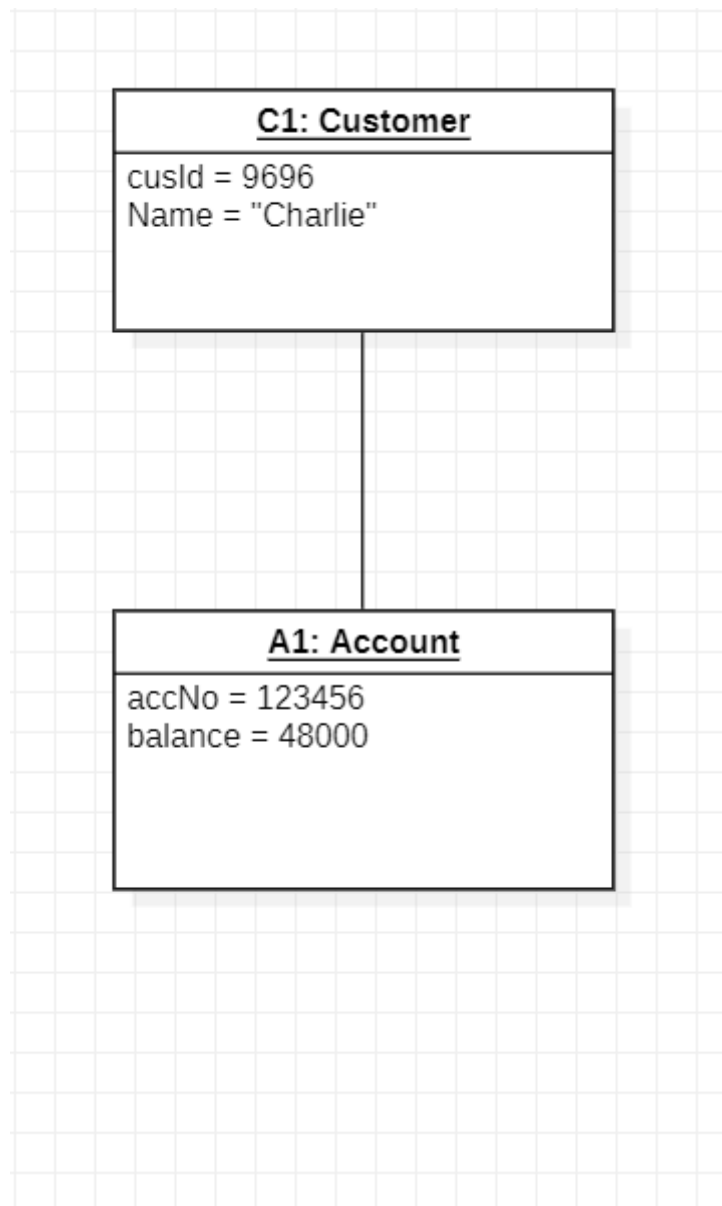 C1: Customer
cusId = 9696
Name = "Charlie"
A1: Account
accNo = 123456
balance = 48000